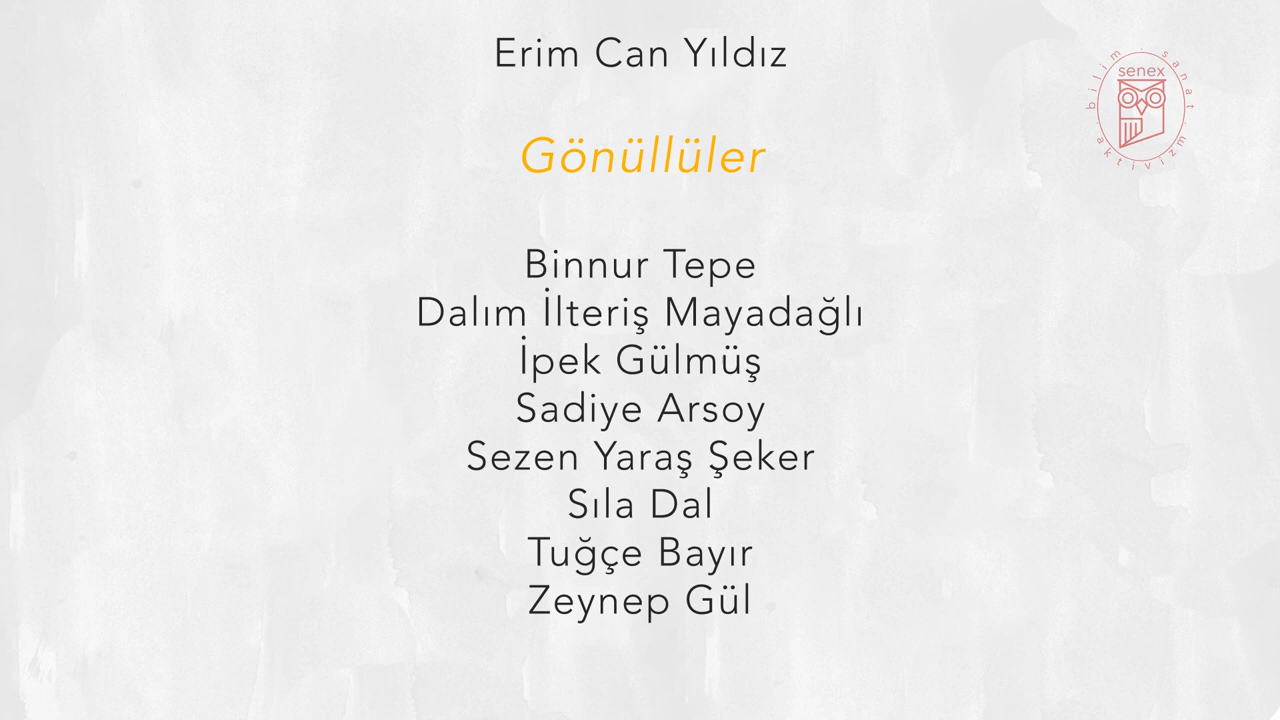 Erim Can Yıldız
Gönüllüler
Binnur Tepe
Dalım İlteriş Mayadağlı
İpek Gülmüş
Sadiye Arsoy
Sezen Yaraş Şeker
Sıla Dal
Tuğçe Bayır
Zeynep Gül
senex
bilim . sanat . aktivizm